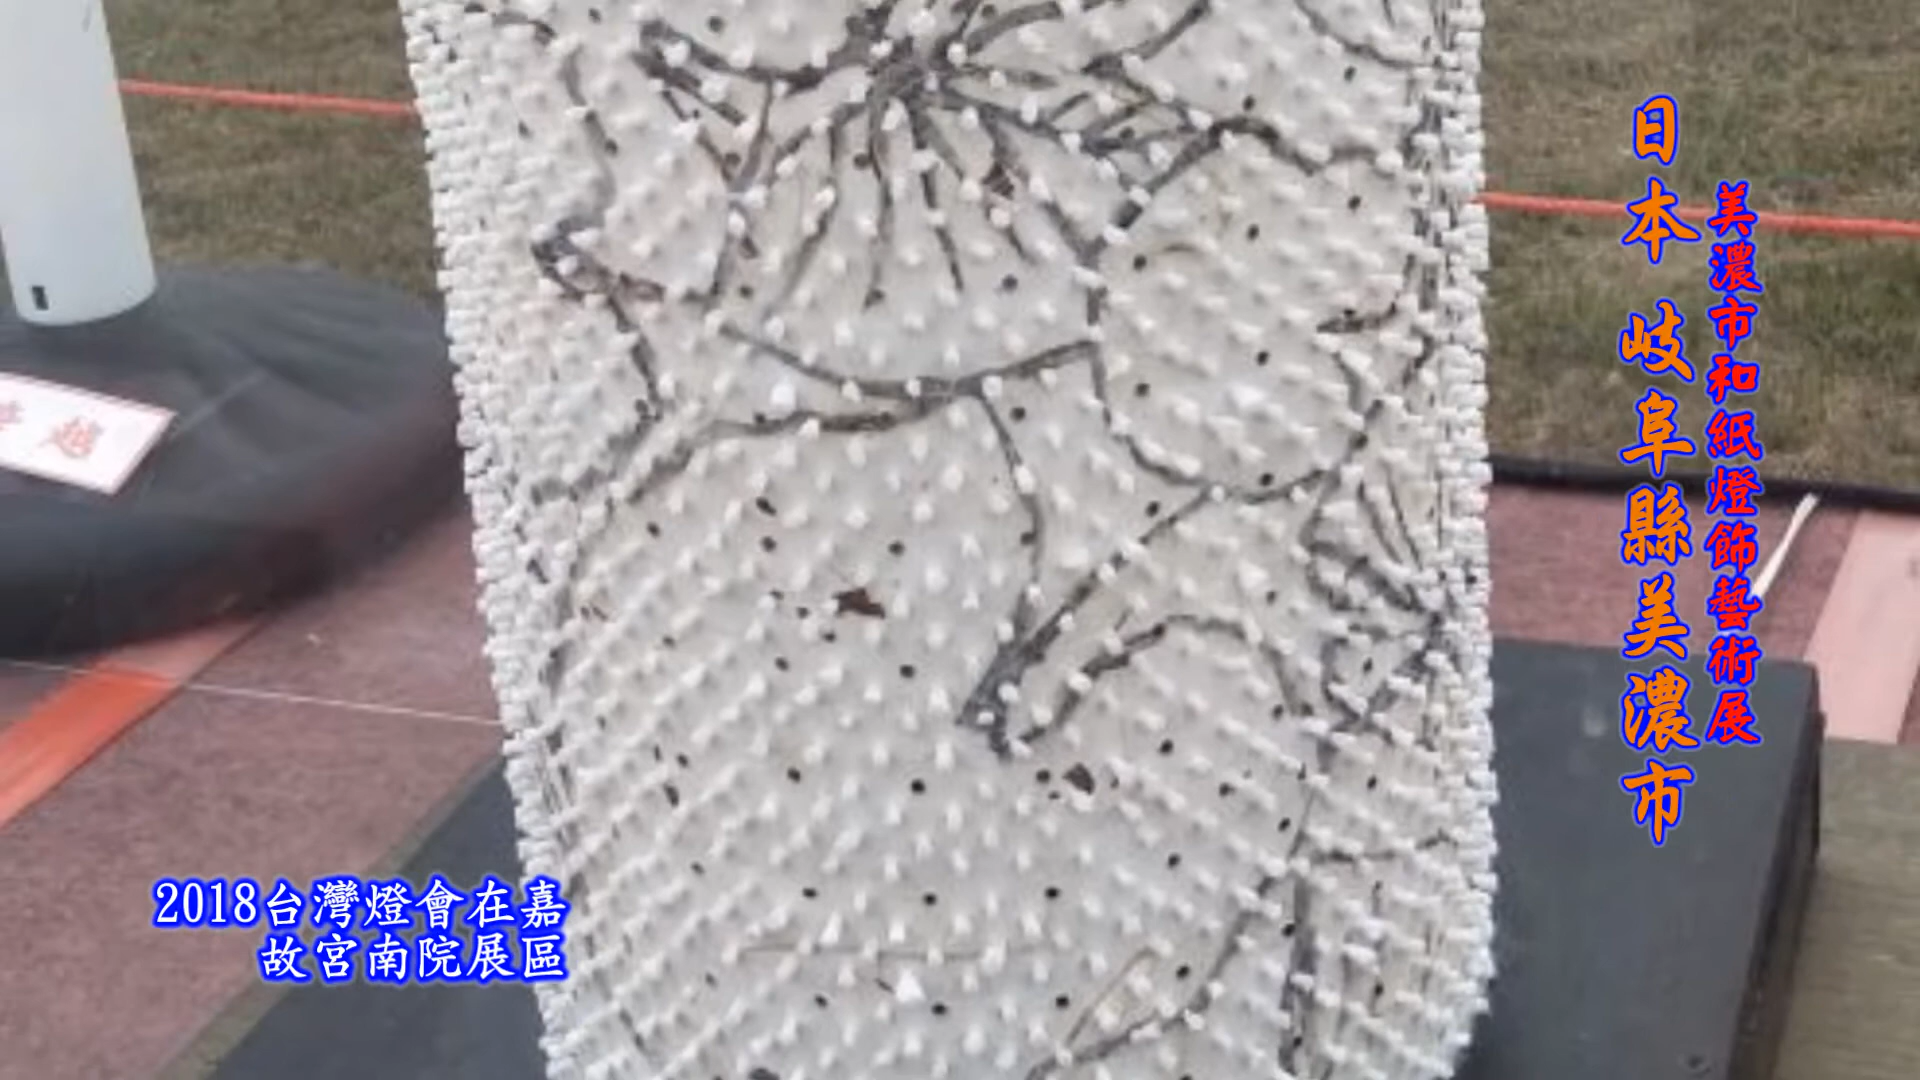 日本 岐阜縣美濃市
美濃市和紙燈飾藝術展
2018台灣燈會在嘉
故宮南院展區